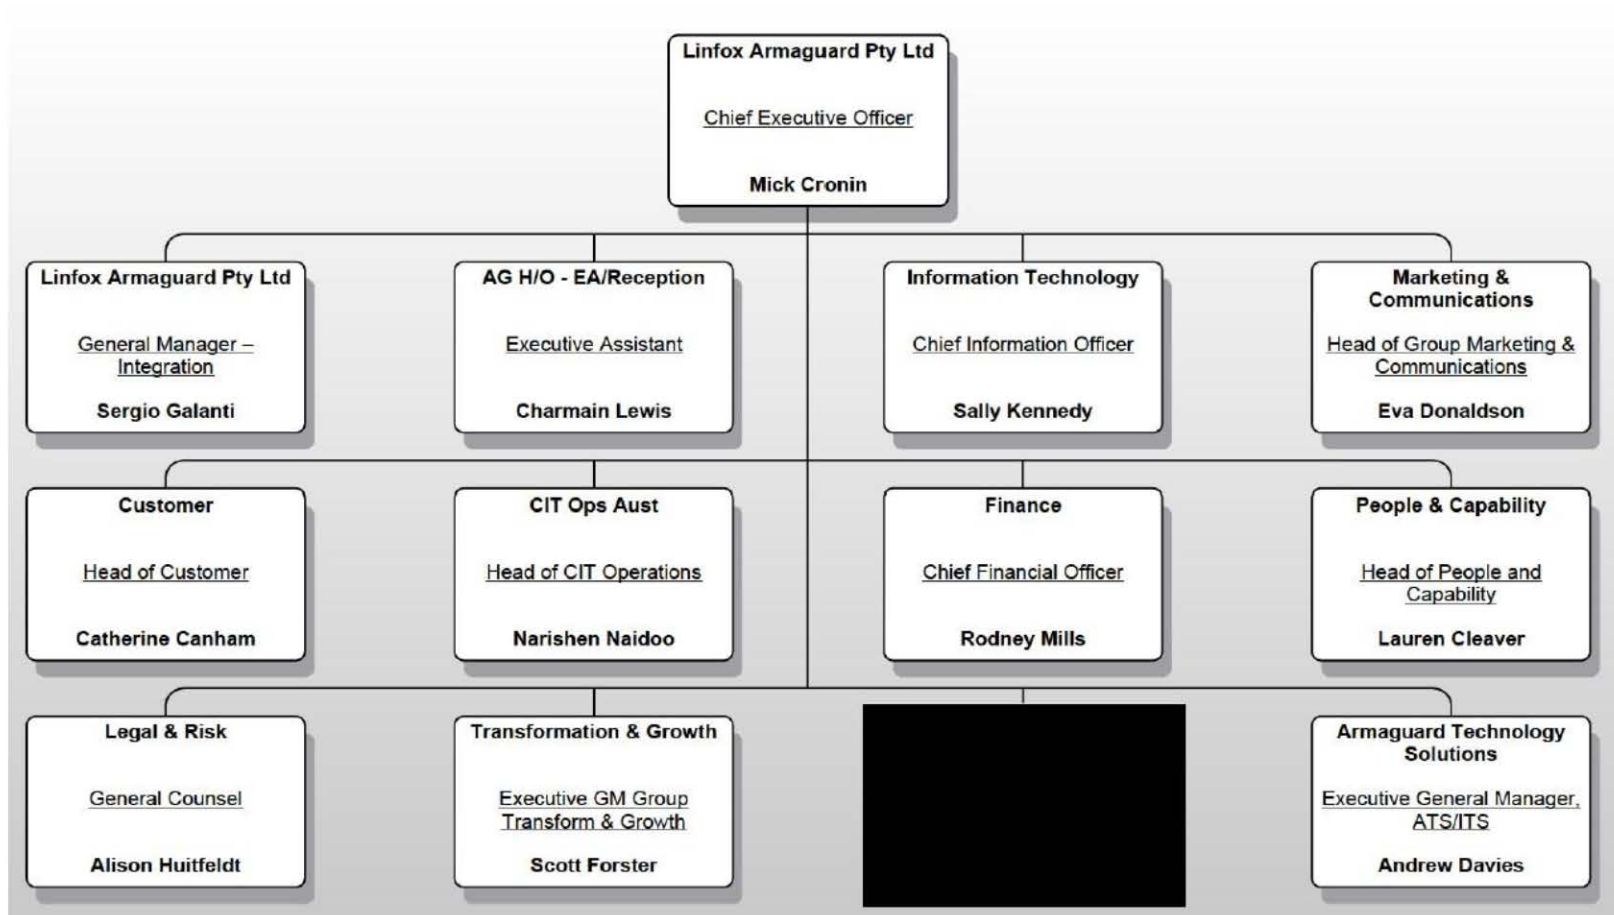 Linfox Armaguard Pty Ltd
Chief Executive Officer
Mick Cronin
Linfox Armaguard Pty Ltd
General Manager –
Integration
Sergio Galanti
AG H/O - EA/Reception
Executive Assistant
Charmain Lewis
Information Technology
Chief Information Officer
Sally Kennedy
Marketing &
Communications
Head of Group Marketing &
Communications
Eva Donaldson
Customer
Head of Customer
Catherine Canham
CIT Ops Aust
Head of CIT Operations
Narishen Naidoo
Finance
Chief Financial Officer
Rodney Mills
People & Capability
Head of People and
Capability
Lauren Cleaver
Legal & Risk
General Counsel
Alison Huitfeldt
Transformation & Growth
Executive GM Group
Transform & Growth
Scott Forster
Armaguard Technology
Solutions
Executive General Manager,
ATS/ITS
Andrew Davies